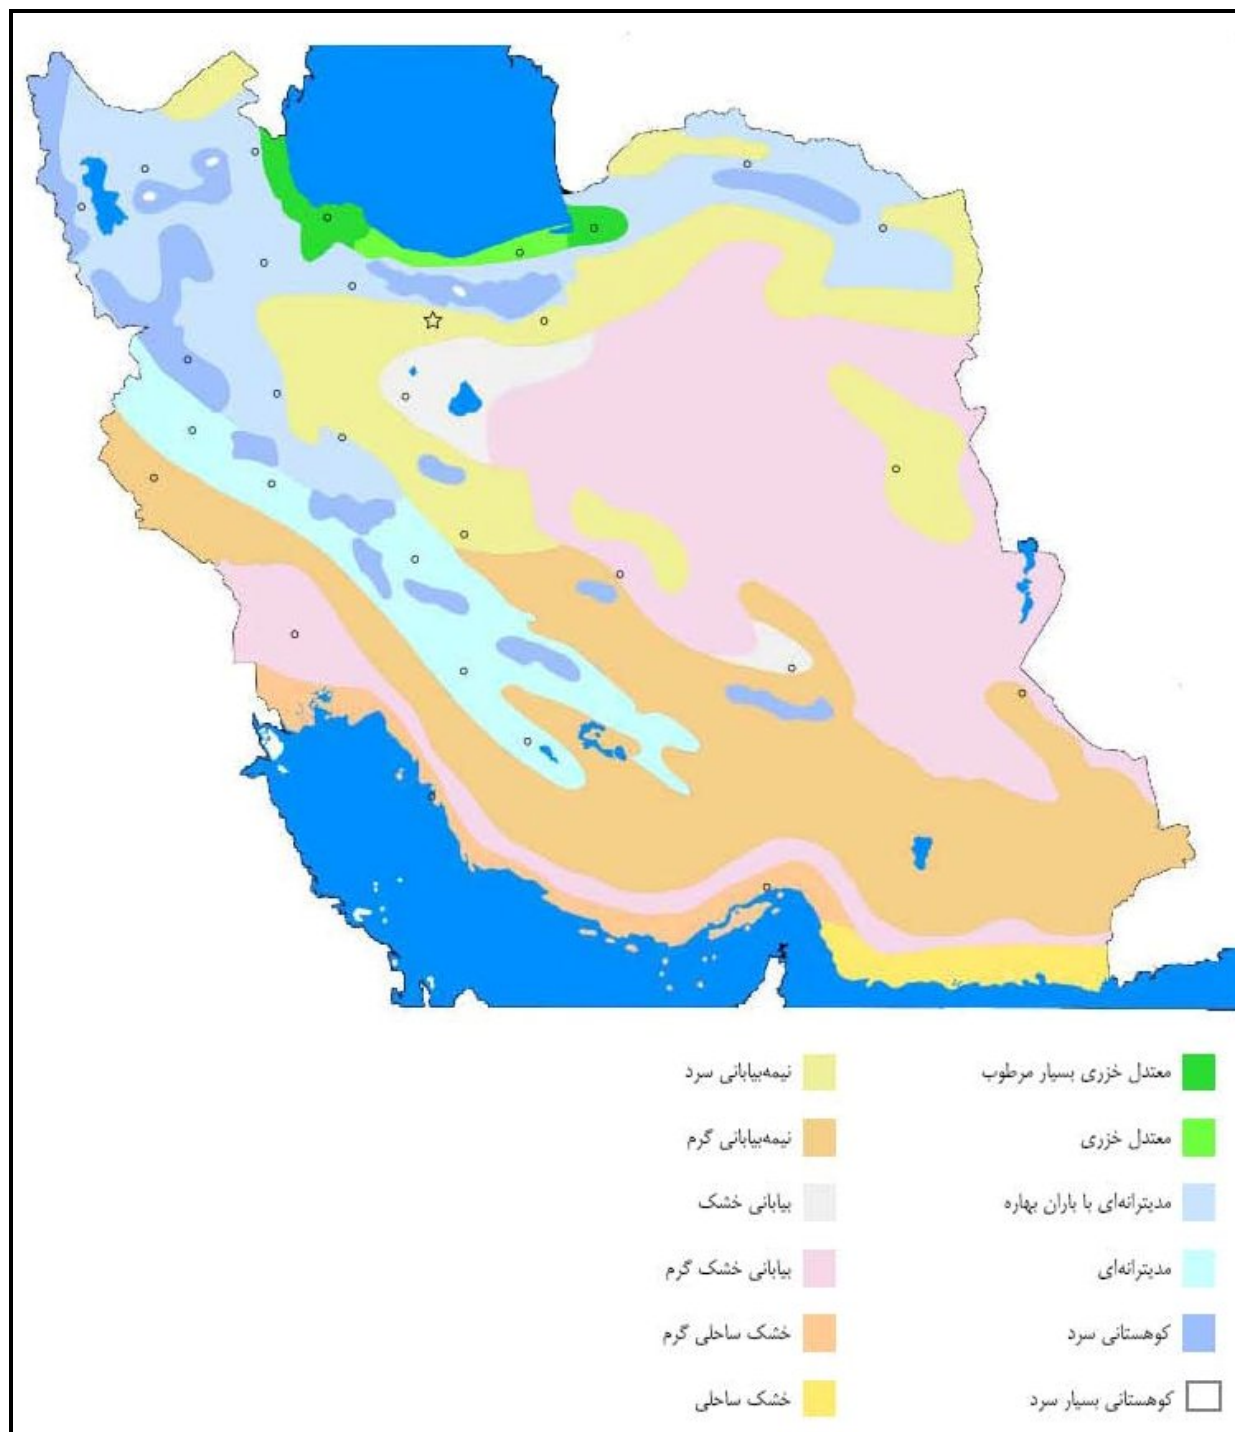 معتدل خزری بسیار مرطوب
معتدل خزری
مدیترانه‌ای با باران بهاره
مدیترانه‌ای
کوهستانی سرد
کوهستانی بسیار سرد
نیمه‌بیابانی سرد
نیمه‌بیابانی گرم
بیابانی خشک
بیابانی خشک گرم
خشک ساحلی گرم
خشک ساحلی